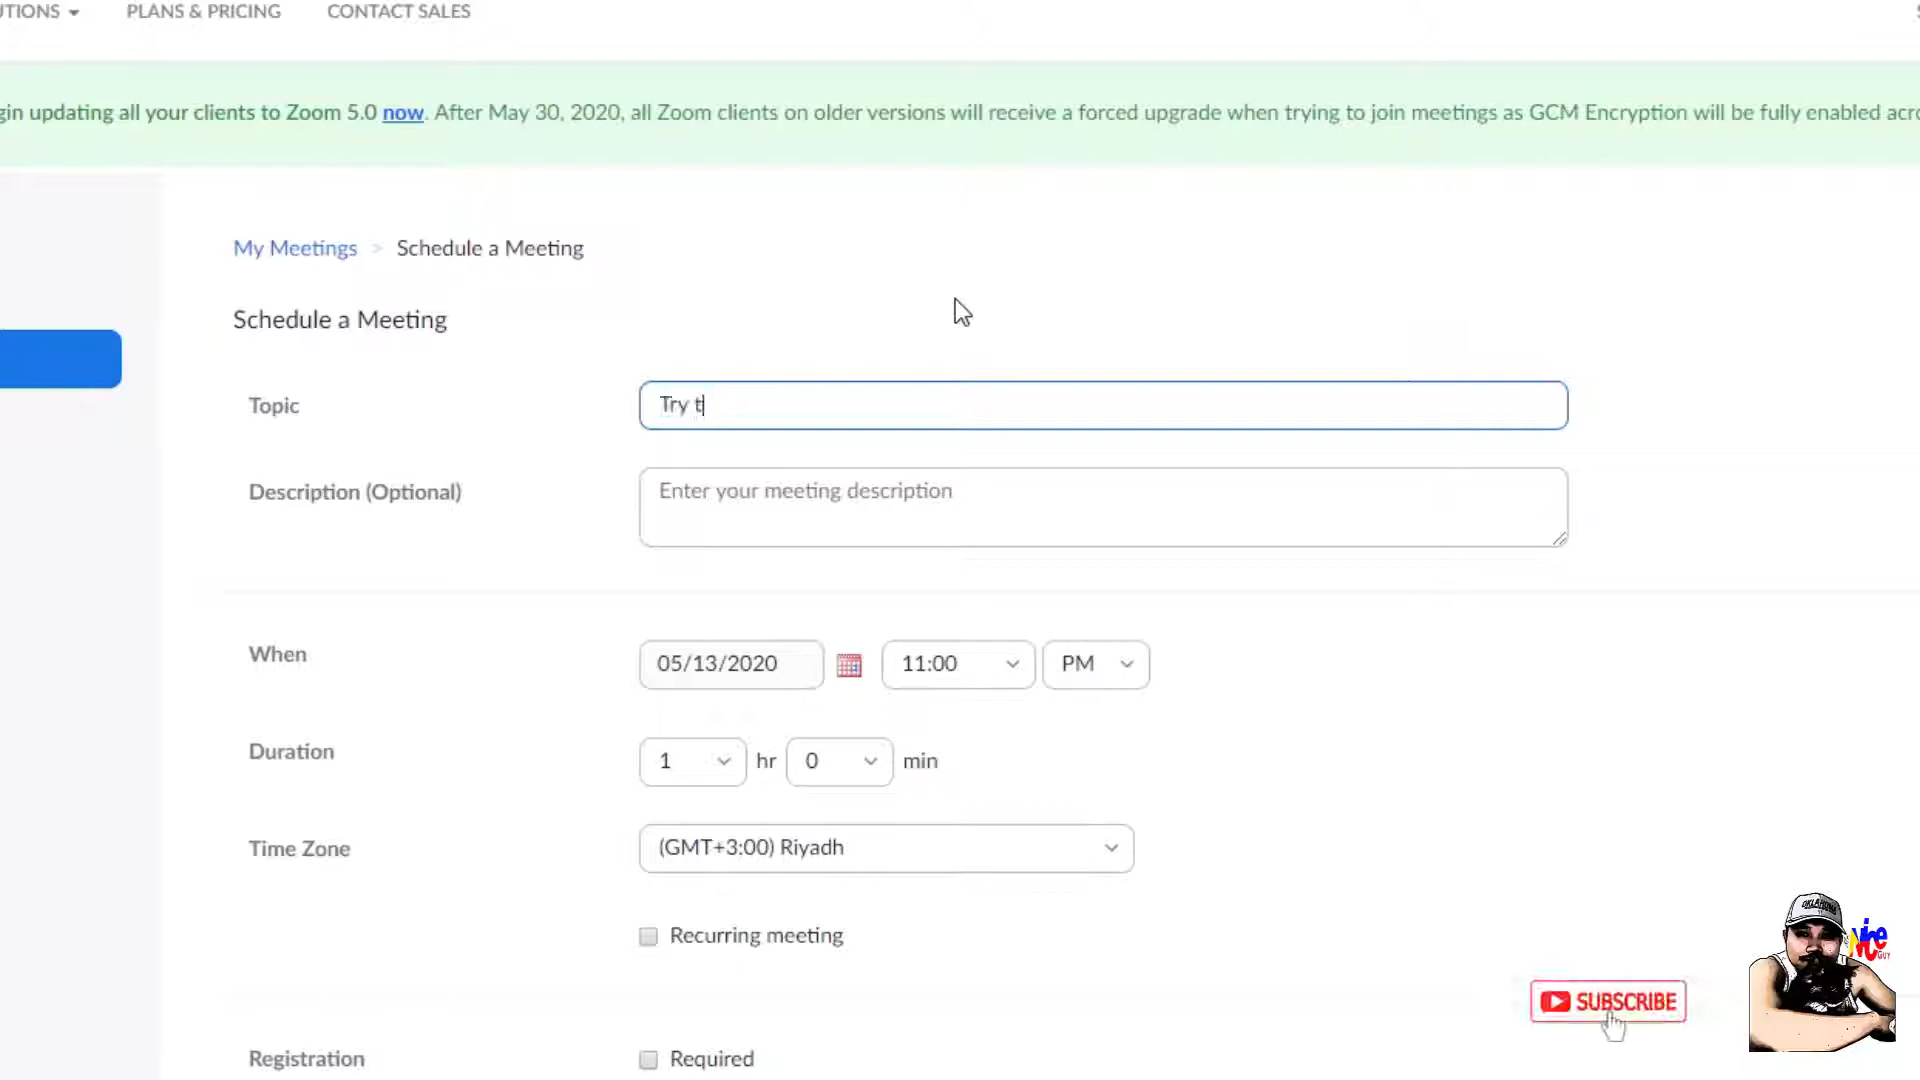 UTIONS PLANS & PRICING CONTACT SALES
gin updating all your clients to Zoom 5.0 now. After May 30, 2020, all Zoom clients on older versions will receive a forced upgrade when trying to join meetings as GCM Encryption will be fully enabled acro
My Meetings > Schedule a Meeting
Schedule a Meeting
Topic Try t
Description (Optional) Enter your meeting description
When 05/13/2020 11:00 PM
Duration 1 hr 0 min
Time Zone (GMT+3:00) Riyadh
Recurring meeting
OKLAHOMA
SUBSCRIBE
GUY
Registration Required